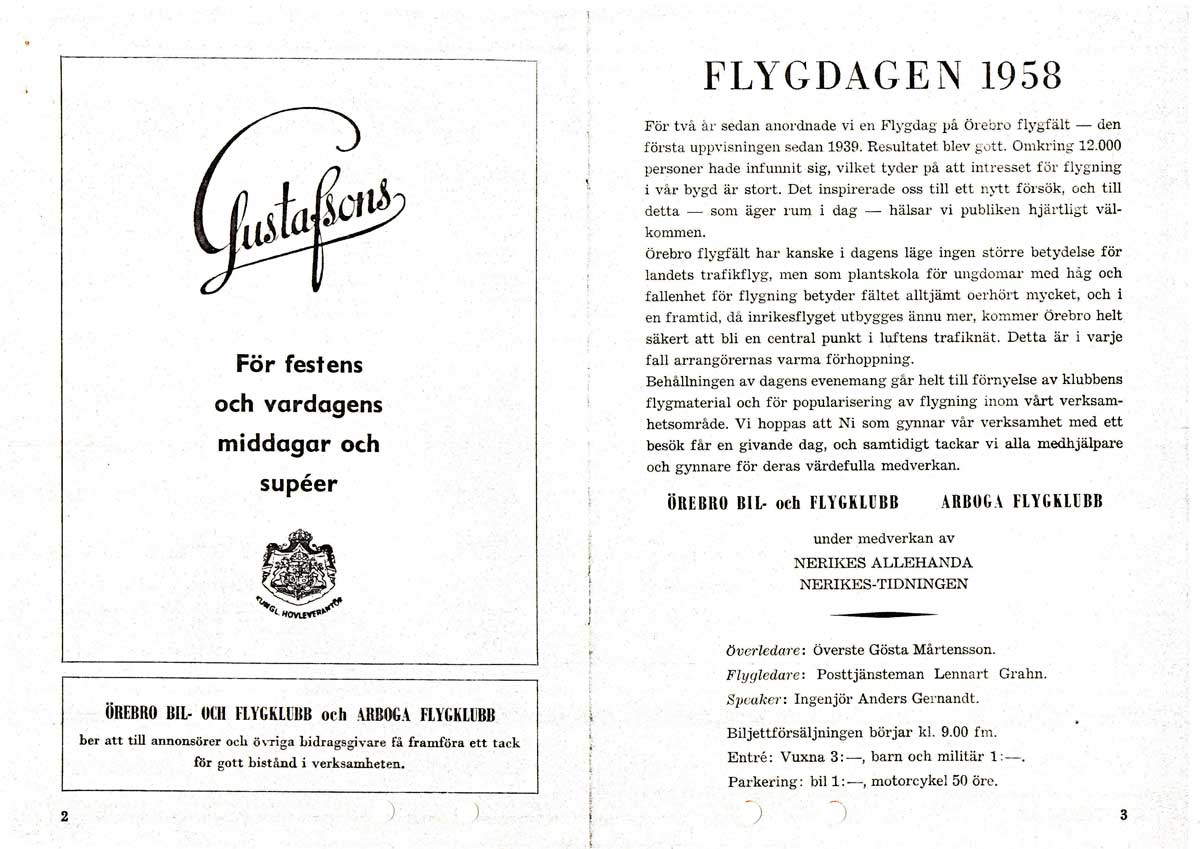 Gustafsons
För festens
och vardagens
middagar och
supéer
KUNGL. HOVLEVERANTÖR
ÖREBRO BIL- OCH FLYGKLUBB och ARBOGA FLYGKLUBB
ber att till annonsörer och övriga bidragsgivare få framföra ett tack
för gott bistånd i verksamheten.
2
FLYGDAGEN 1958
För två år sedan anordnade vi en Flygdag på Örebro flygfält — den
första uppvisningen sedan 1939. Resultatet blev gott. Omkring 12.000
personer hade infunnit sig, vilket tyder på att intresset för flygning
i vår bygd är stort. Det inspirerade oss till ett nytt försök, och till
detta — som äger rum i dag — hälsar vi publiken hjärtligt väl-
kommen.
Örebro flygfält har kanske i dagens läge ingen större betydelse för
landets trafikflyg, men som plantskola för ungdomar med håg och
fallenhet för flygning betyder fältet alltjämt oerhört mycket, och i
en framtid, då inrikesflyget utbygges ännu mer, kommer Örebro helt
säkert att bli en central punkt i luftens trafiknät. Detta är i varje
fall arrangörernas varma förhoppning.
Behållningen av dagens evenemang går helt till förnyelse av klubbens
flygmaterial och för popularisering av flygning inom vårt verksam-
hetsområde. Vi hoppas att Ni som gynnar vår verksamhet med ett
besök får en givande dag, och samtidigt tackar vi alla medhjälpare
och gynnare för deras värdefulla medverkan.
ÖREBRO BIL- och FLYGKLUBB ARBOGA FLYGKLUBB
under medverkan av
NERIKES ALLEHANDA
NERIKES-TIDNINGEN
Överledare: Överste Gösta Mårtensson.
Flygledare: Posttjänsteman Lennart Grahn.
Speaker: Ingenjör Anders Gernandt.
Biljettförsäljningen börjar kl. 9.00 fm.
Entré: Vuxna 3:—, barn och militär 1:—.
Parkering: bil 1:—, motorcykel 50 öre.
3